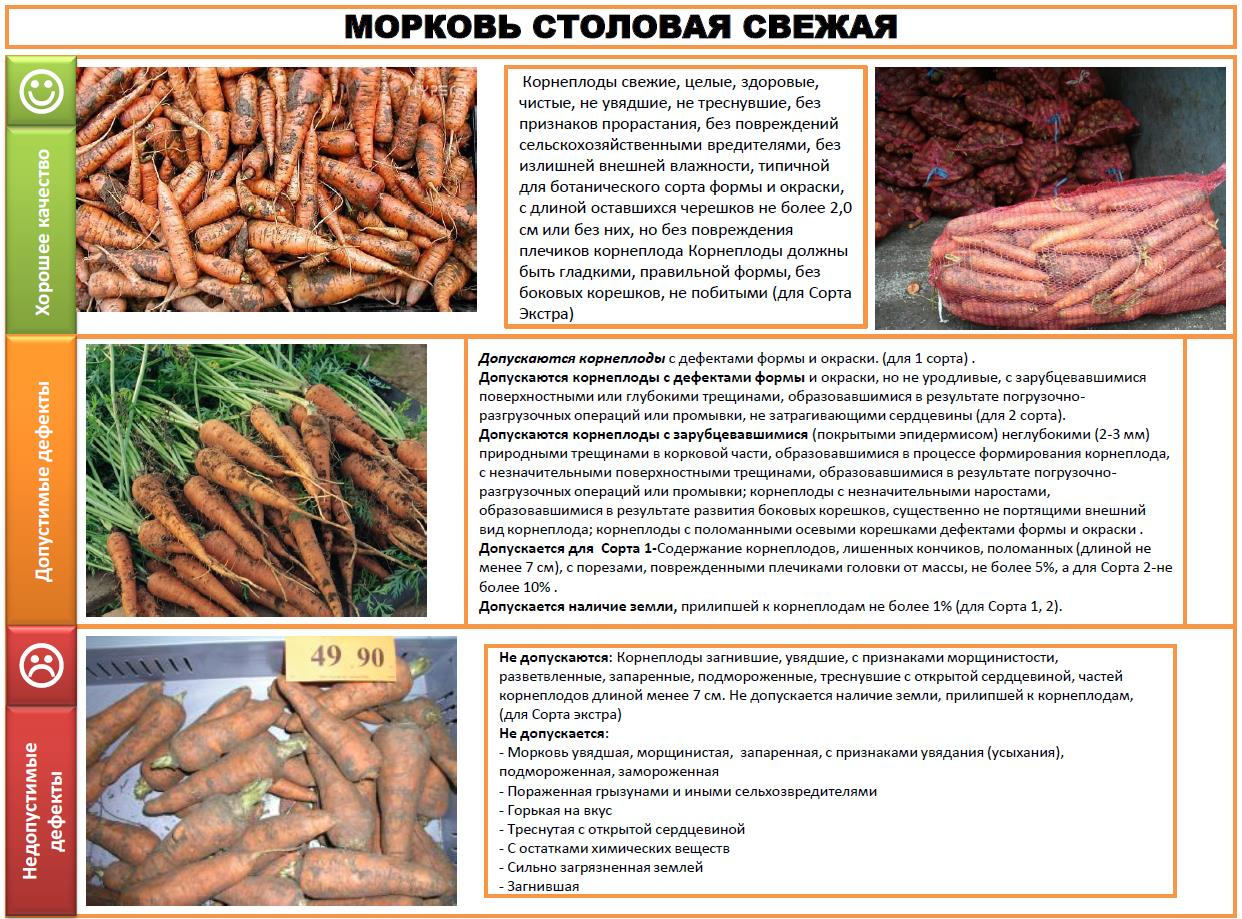 МОРКОВЬ СТОЛОВАЯ СВЕЖАЯ
Хорошее качество
Корнеплоды свежие, целые, здоровые,
чистые, не увядшие, не треснувшие, без
признаков прорастания, без повреждений
сельскохозяйственными вредителями, без
излишней внешней влажности, типичной
для ботанического сорта формы и окраски,
с длиной оставшихся черешков не более 2,0
см или без них, но без повреждения
плечиков корнеплода Корнеплоды должны
быть гладкими, правильной формы, без
боковых корешков, не побитыми (для Сорта
Экстра)
Допустимые дефекты
Допускаются корнеплоды с дефектами формы и окраски. (для 1 сорта) .
Допускаются корнеплоды с дефектами формы и окраски, но не уродливые, с зарубцевавшимися
поверхностными или глубокими трещинами, образовавшимися в результате погрузочно-
разгрузочных операций или промывки, не затрагивающими сердцевины (для 2 сорта).
Допускаются корнеплоды с зарубцевавшимися (покрытыми эпидермисом) неглубокими (2-3 мм)
природными трещинами в корковой части, образовавшимися в процессе формирования корнеплода,
с незначительными поверхностными трещинами, образовавшимися в результате погрузочно-
разгрузочных операций или промывки; корнеплоды с незначительными наростами,
образовавшимися в результате развития боковых корешков, существенно не портящими внешний
вид корнеплода; корнеплоды с поломанными осевыми корешками дефектами формы и окраски .
Допускается для Сорта 1-Содержание корнеплодов, лишенных кончиков, поломанных (длиной не
менее 7 см), с порезами, поврежденными плечиками головки от массы, не более 5%, а для Сорта 2-не
более 10% .
Допускается наличие земли, прилипшей к корнеплодам не более 1% (для Сорта 1, 2).
Недопустимые
дефекты
49 90
Не допускаются: Корнеплоды загнившие, увядшие, с признаками морщинистости,
разветвленные, запаренные, подмороженные, треснувшие с открытой сердцевиной, частей
корнеплодов длиной менее 7 см. Не допускается наличие земли, прилипшей к корнеплодам,
(для Сорта экстра)
Не допускается:
- Морковь увядшая, морщинистая, запаренная, с признаками увядания (усыхания),
подмороженная, замороженная
- Пораженная грызунами и иными сельхозвредителями
- Горькая на вкус
- Треснутая с открытой сердцевиной
- С остатками химических веществ
- Сильно загрязненная землей
- Загнившая